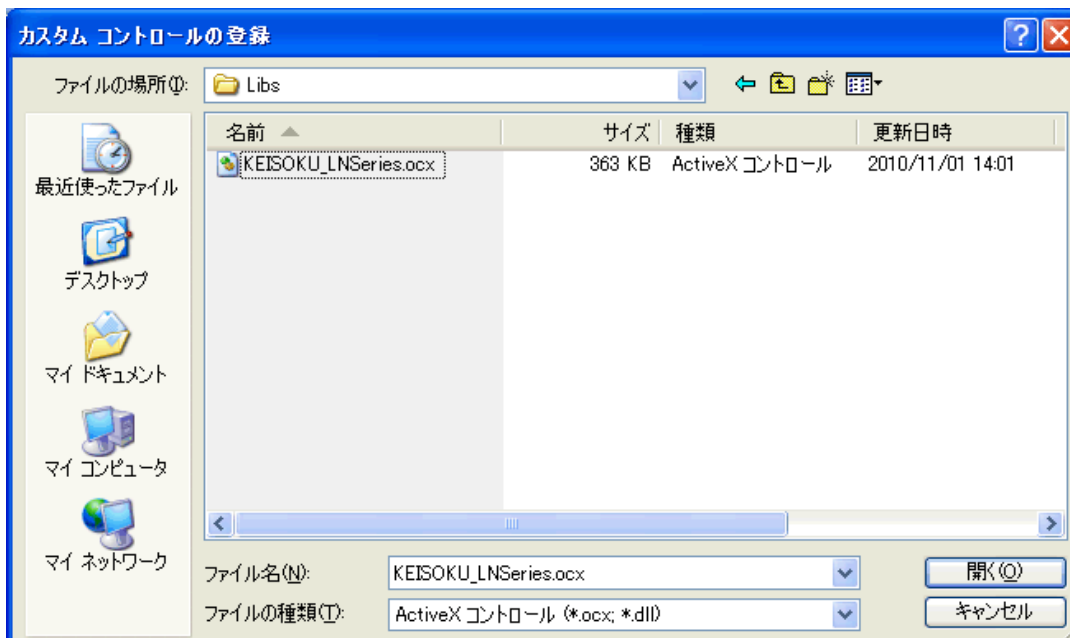 カスタム コントロールの登録
ファイルの場所(I): Libs
名前 サイズ 種類 更新日時
KEISOKU_LNSeries.ocx 363 KB ActiveX コントロール 2010/11/01 14:01
最近使ったファイル
デスクトップ
マイ ドキュメント
マイ コンピュータ
マイ ネットワーク
ファイル名(N): KEISOKU_LNSeries.ocx 開く(O)
ファイルの種類(T): ActiveX コントロール (*.ocx; *.dll) キャンセル